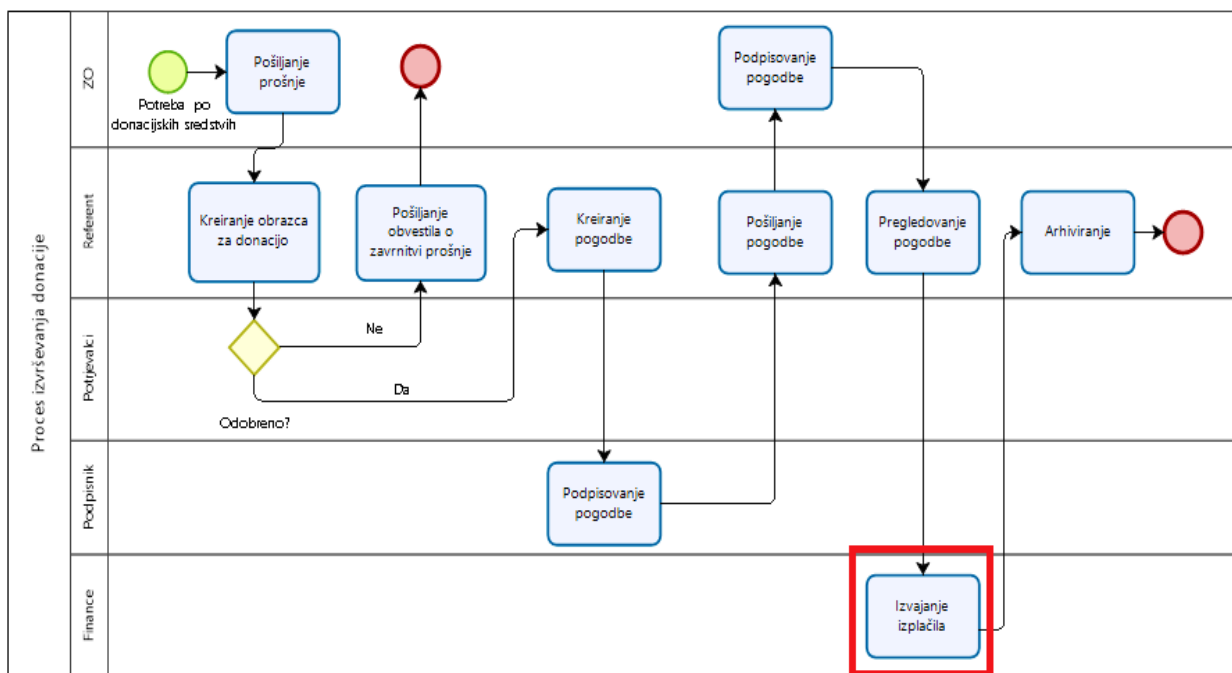 Proces izvrševanja donacije
ZO
Pošiljanje
prošnje
Potreba po
donacijskih sredstvih
Podpisovanje
pogodbe
Referent
Kreiranje obrazca
za donacijo
Pošiljanje
obvestila o
zavrnitvi prošnje
Kreiranje
pogodbe
Pošiljanje
pogodbe
Pregledovanje
pogodbe
Arhiviranje
Potrjevalci
Ne
Da
Odobreno?
Podpisnik
Podpisovanje
pogodbe
Finance
Izvajanje
izplačila